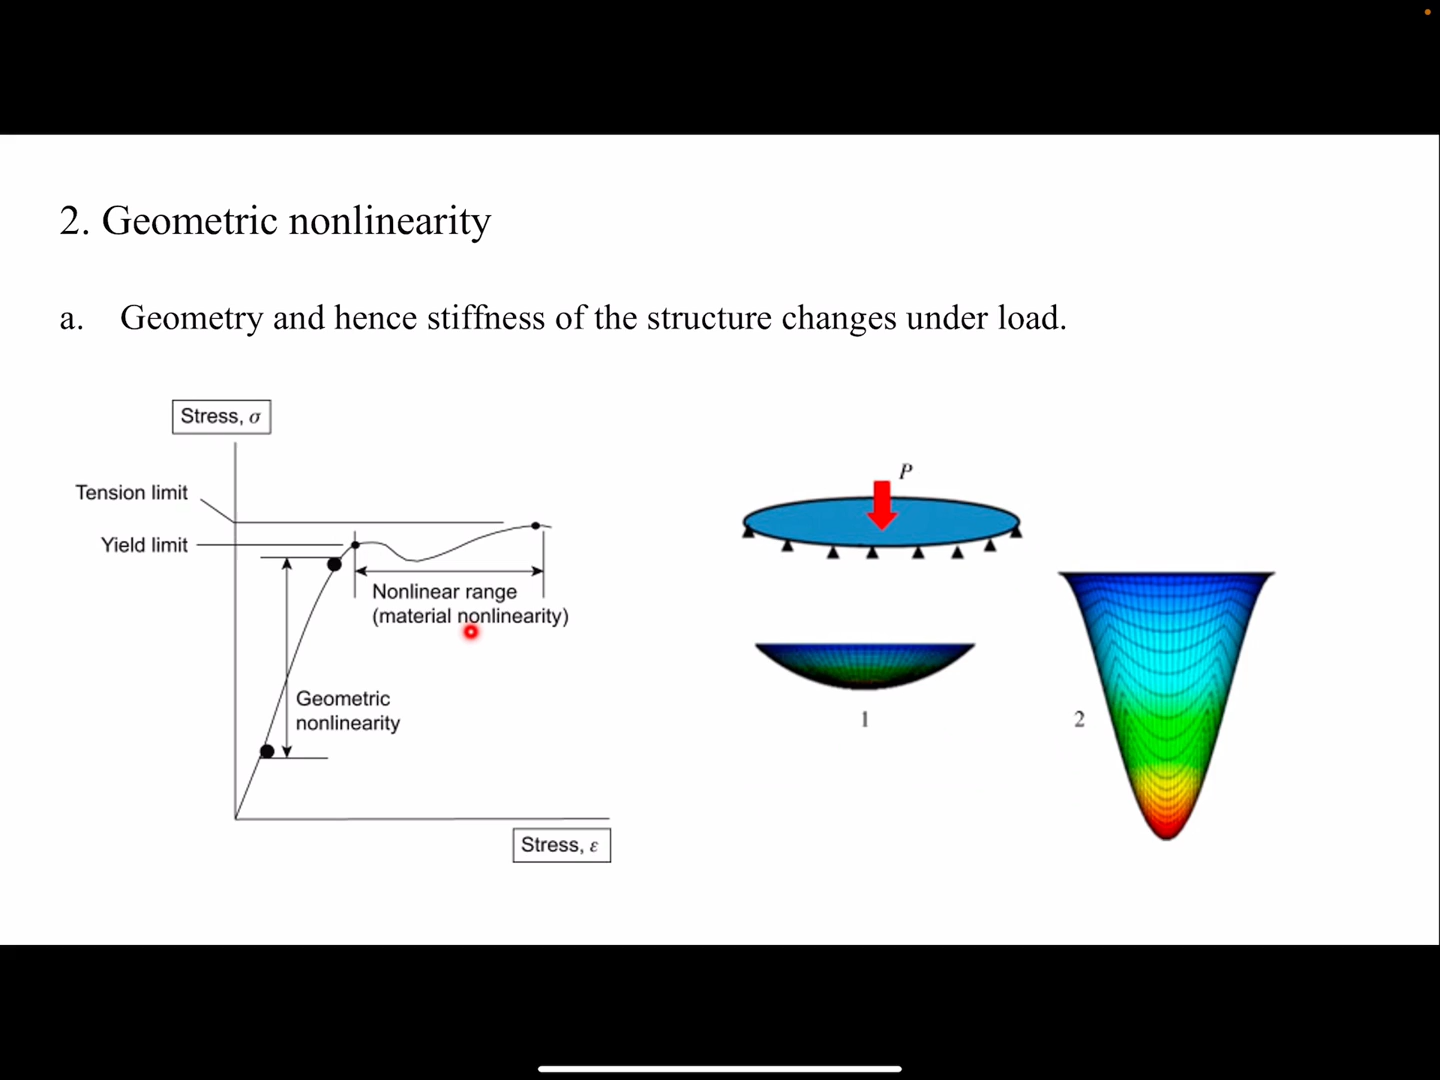 2. Geometric nonlinearity
a. Geometry and hence stiffness of the structure changes under load.
Stress, σ
Tension limit
Yield limit
Nonlinear range
(material nonlinearity)
Geometric
nonlinearity
Stress, ε
P
1
2